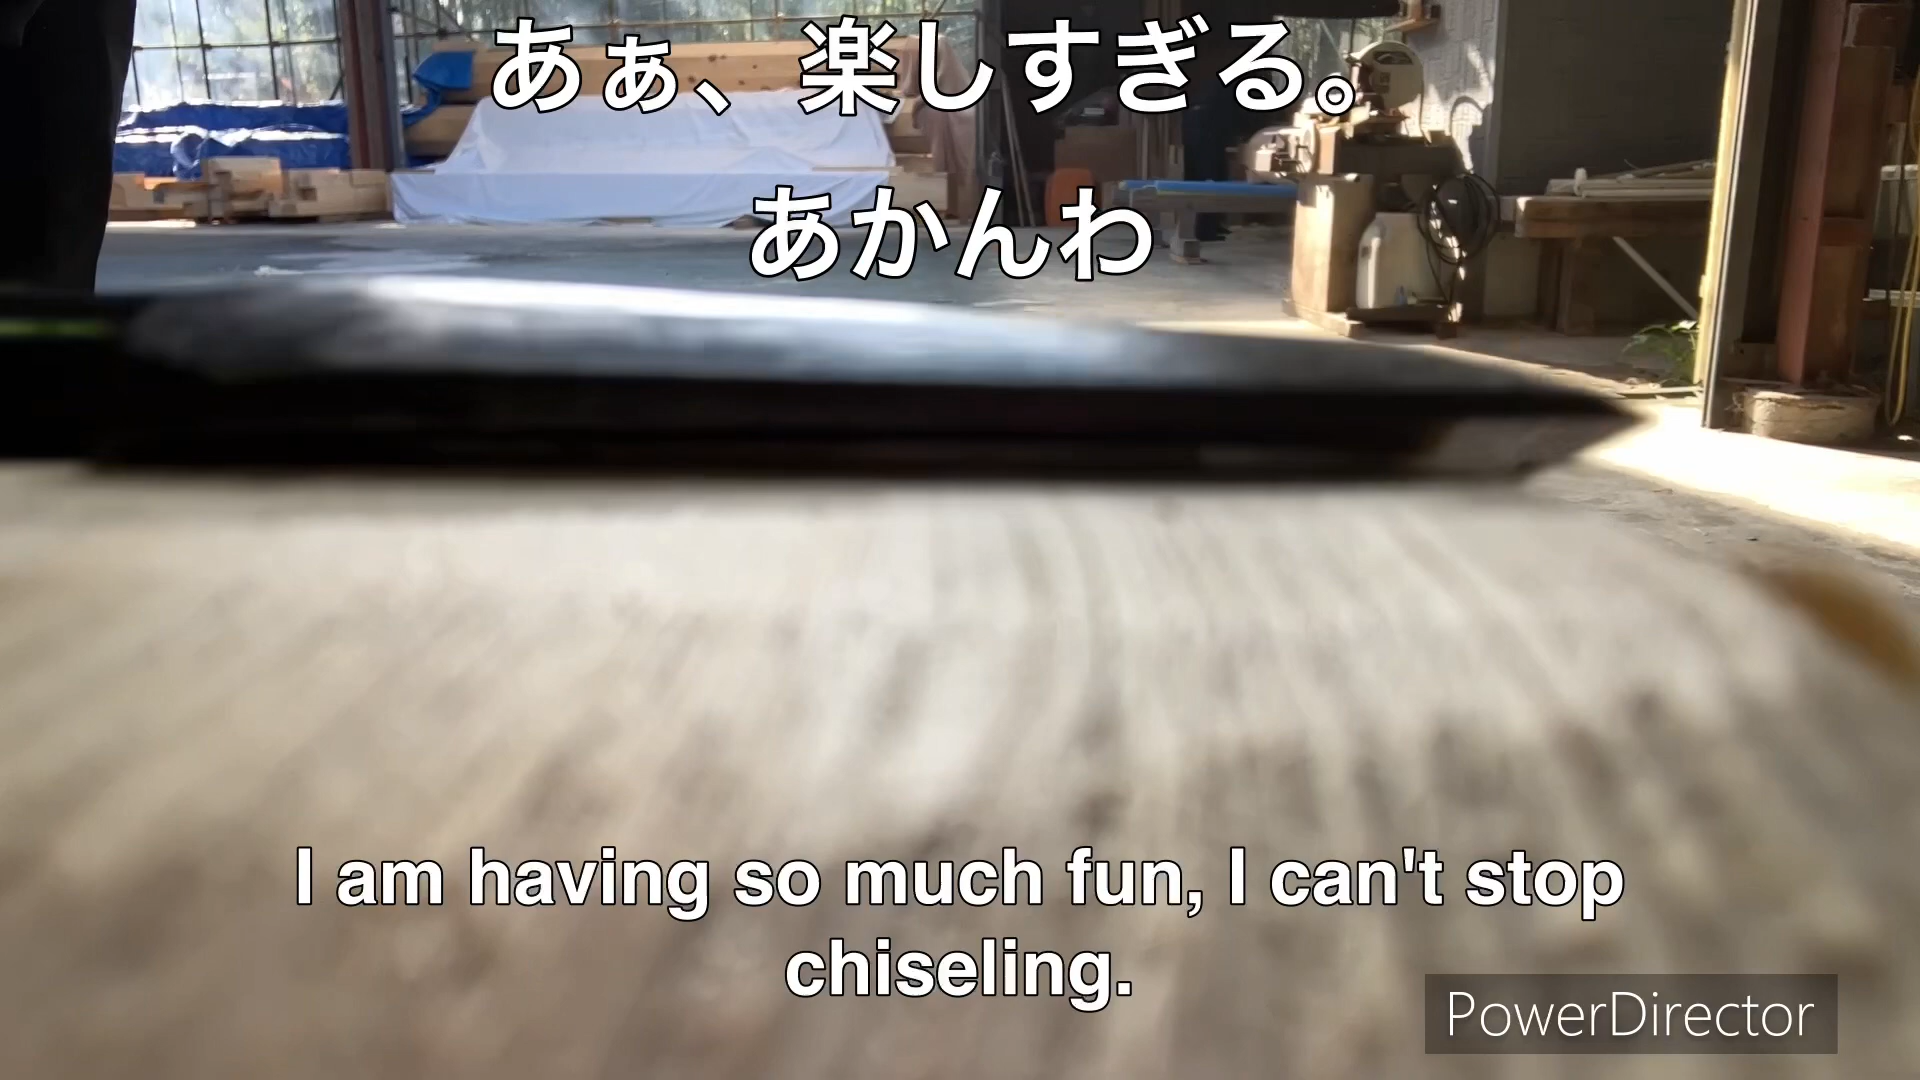 あぁ、楽しすぎる。
あかんわ
I am having so much fun, I can't stop
chiseling.
PowerDirector